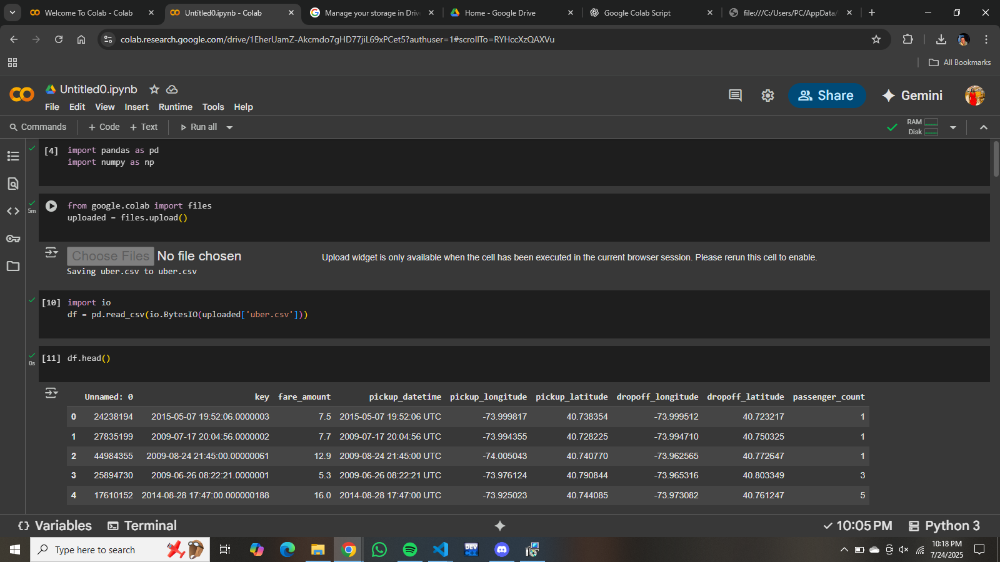 Welcome To Colab - Colab
Untitled0.ipynb - Colab
Manage your storage in Drive
Home - Google Drive
Google Colab Script
file:///C:/Users/PC/AppData/
colab.research.google.com/drive/1EherUamZ-Akcmdo7gHD77jiL69xPCet5?authuser=1#scrollTo=RYHccXzQAXVu
All Bookmarks
Untitled0.ipynb
Share
Gemini
File Edit View Insert Runtime Tools Help
Commands + Code + Text Run all
RAM
Disk
[4] import pandas as pd
import numpy as np
5m
from google.colab import files
uploaded = files.upload()
Choose Files No file chosen Upload widget is only available when the cell has been executed in the current browser session. Please rerun this cell to enable.
Saving uber.csv to uber.csv
[10] import io
df = pd.read_csv(io.BytesIO(uploaded['uber.csv']))
0s
[11] df.head()
Unnamed: 0 key fare_amount pickup_datetime pickup_longitude pickup_latitude dropoff_longitude dropoff_latitude passenger_count
0 24238194 2015-05-07 19:52:06.0000003 7.5 2015-05-07 19:52:06 UTC -73.999817 40.738354 -73.999512 40.723217 1
1 27835199 2009-07-17 20:04:56.0000002 7.7 2009-07-17 20:04:56 UTC -73.994355 40.728225 -73.994710 40.750325 1
2 44984355 2009-08-24 21:45:00.00000061 12.9 2009-08-24 21:45:00 UTC -74.005043 40.740770 -73.962565 40.772647 1
3 25894730 2009-06-26 08:22:21.0000001 5.3 2009-06-26 08:22:21 UTC -73.976124 40.790844 -73.965316 40.803349 3
4 17610152 2014-08-28 17:47:00.000000188 16.0 2014-08-28 17:47:00 UTC -73.925023 40.744085 -73.973082 40.761247 5
{} Variables Terminal
10:05 PM Python 3
Type here to search
DEV
10:18 PM
7/24/2025